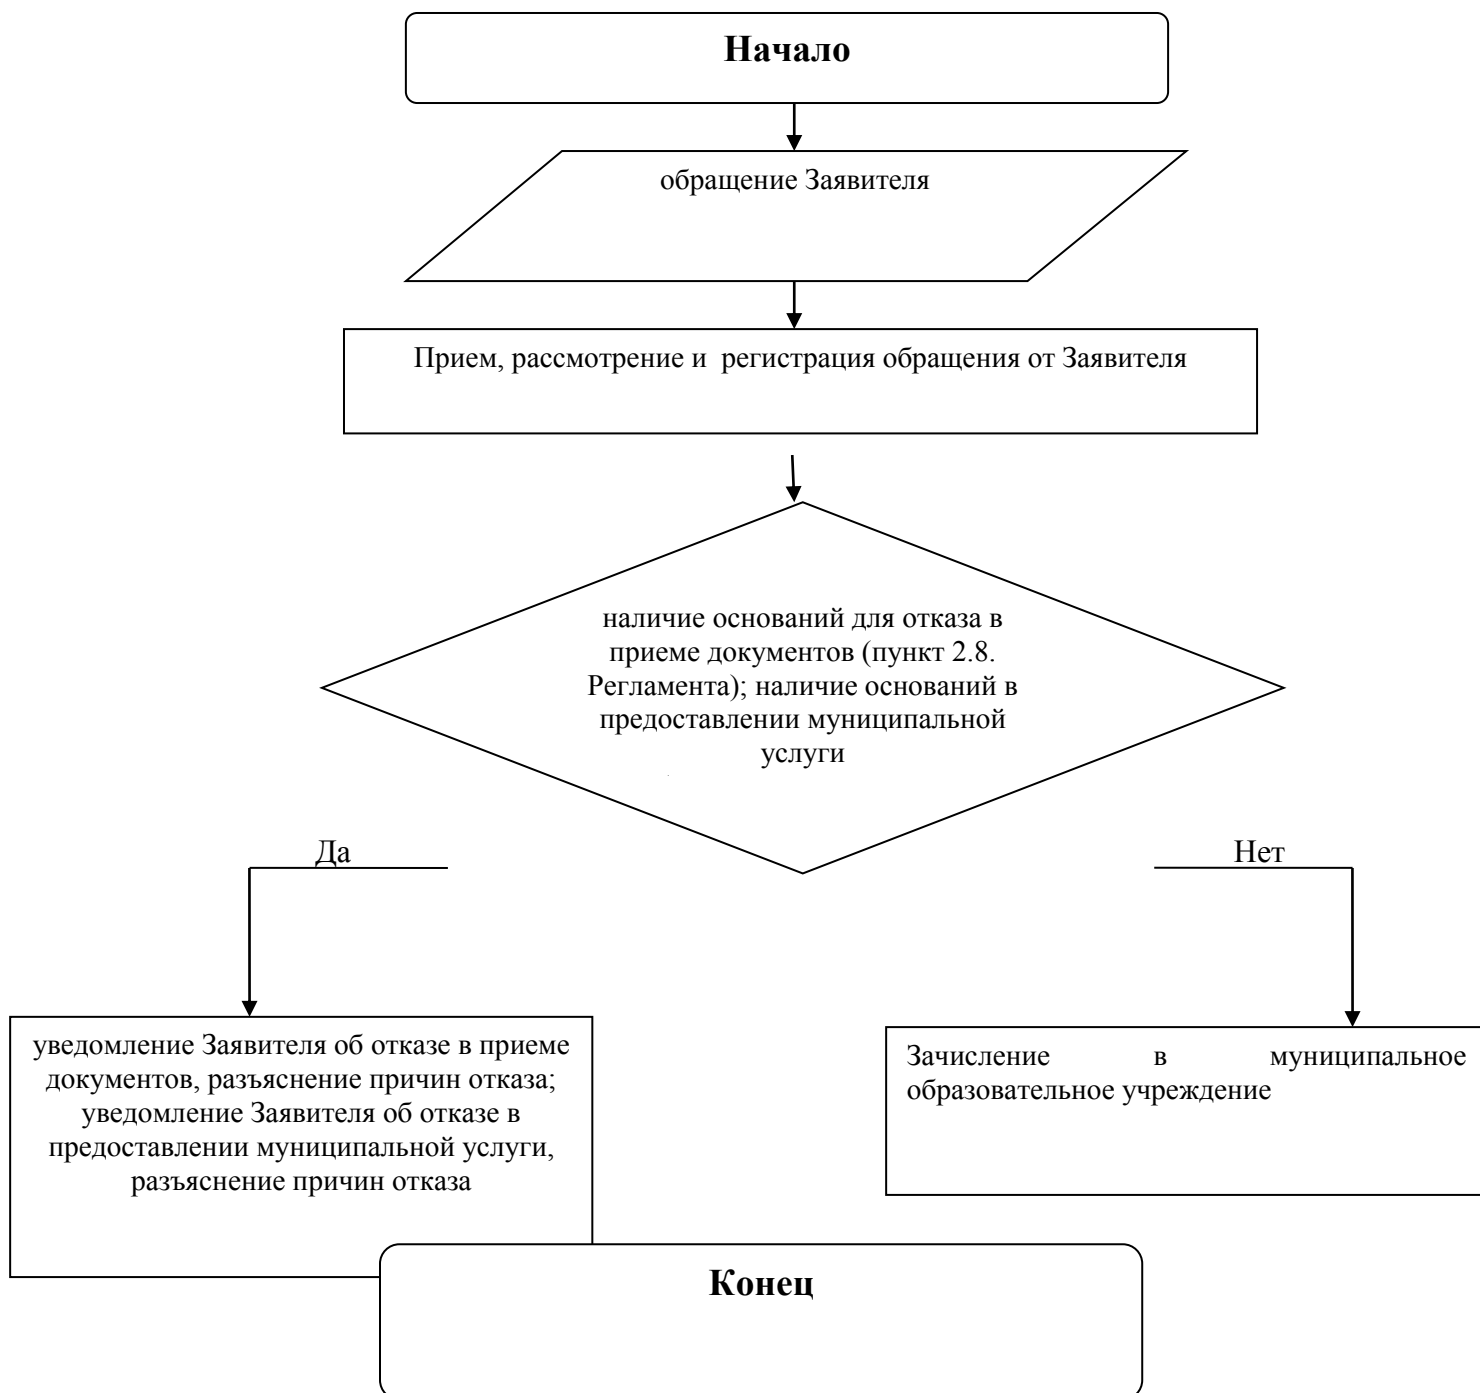 Начало
обращение Заявителя
Прием, рассмотрение и  регистрация обращения от Заявителя
наличие оснований для отказа в
приеме документов (пункт 2.8.
Регламента); наличие оснований в
предоставлении муниципальной
услуги
Да
Нет
уведомление Заявителя об отказе в приеме
документов, разъяснение причин отказа;
уведомление Заявителя об отказе в
предоставлении муниципальной услуги,
разъяснение причин отказа
Зачисление в муниципальное
образовательное учреждение
Конец